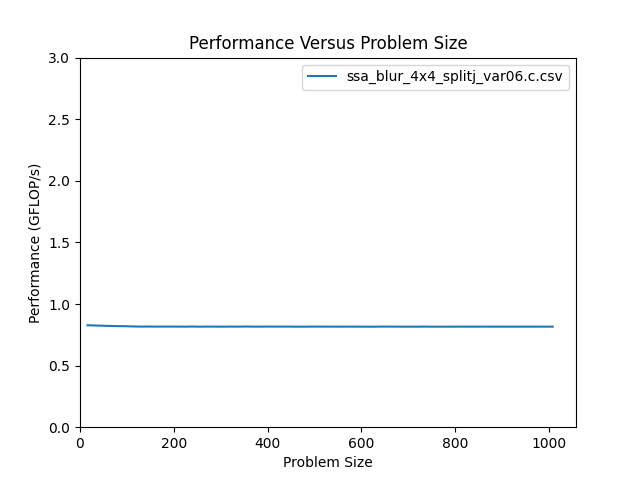 Performance Versus Problem Size
ssa_blur_4x4_splitj_var06.c.csv
Performance (GFLOP/s)
3.0
2.5
2.0
1.5
1.0
0.5
0.0
0 200 400 600 800 1000
Problem Size